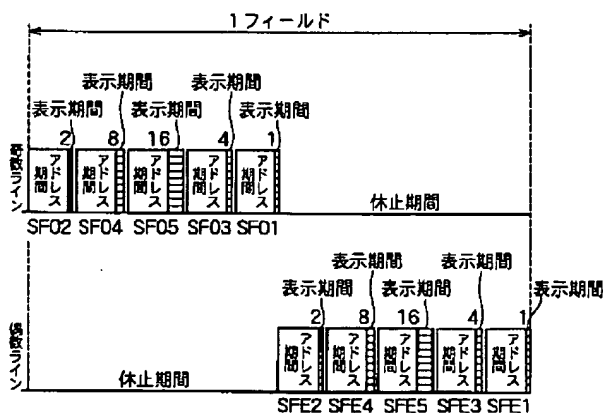 1フィールド
表示期間 表示期間
表示期間 表示期間 表示期間
2 8 16 4 1
奇数ライン
アドレス期間 アドレス期間 アドレス期間 アドレス期間 アドレス期間
休止期間
SFO2 SFO4 SFO5 SFO3 SFO1
表示期間 表示期間
表示期間 表示期間 表示期間
2 8 16 4 1
偶数ライン
アドレス期間 アドレス期間 アドレス期間 アドレス期間 アドレス期間
休止期間
SFE2 SFE4 SFE5 SFE3 SFE1